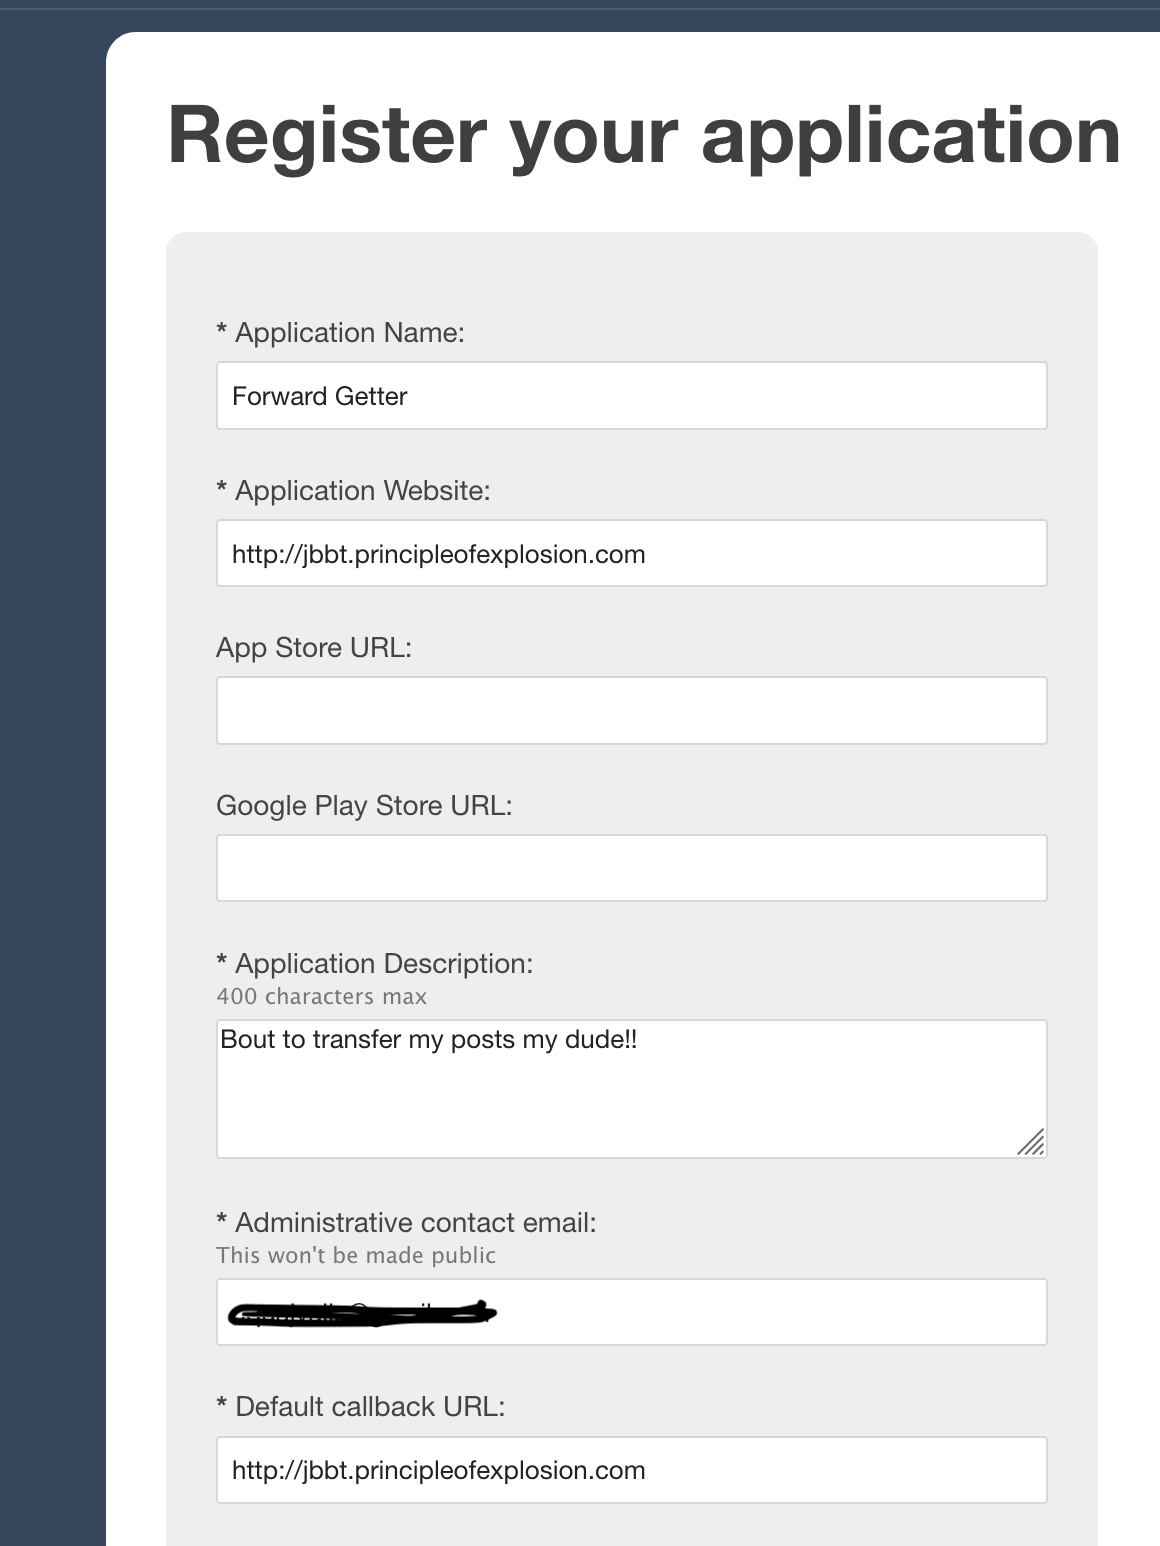 Register your application
* Application Name:
Forward Getter
* Application Website:
http://jbbt.principleofexplosion.com
App Store URL:
Google Play Store URL:
* Application Description:
400 characters max
Bout to transfer my posts my dude!!
* Administrative contact email:
This won't be made public
* Default callback URL:
http://jbbt.principleofexplosion.com